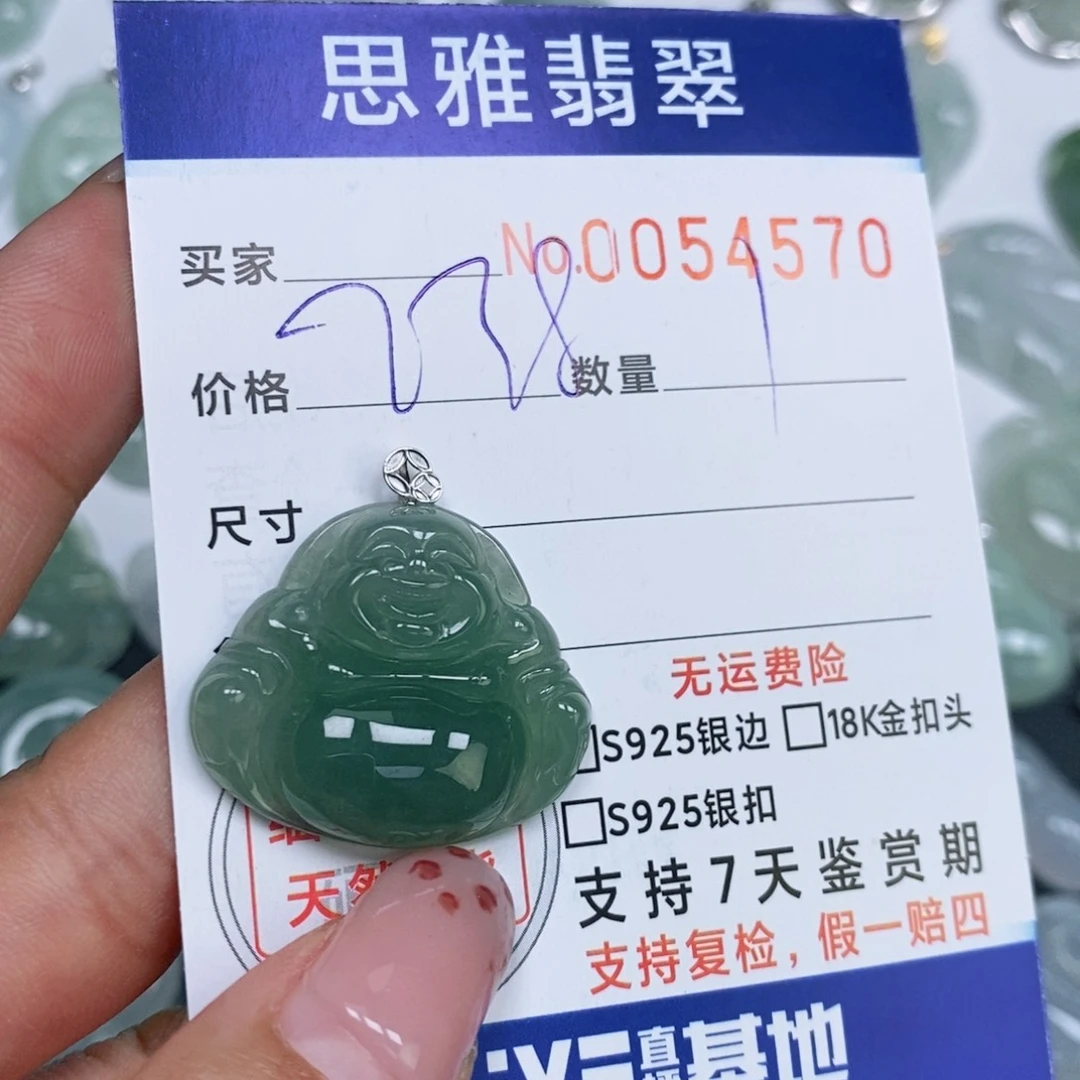 思雅翡翠
买家 No.0054570
价格 778 数量 1
尺寸
无运费险
□S925银边 □18K金扣头
□S925银扣
支持7天鉴赏期
支持复检,假一赔四
天然
基地